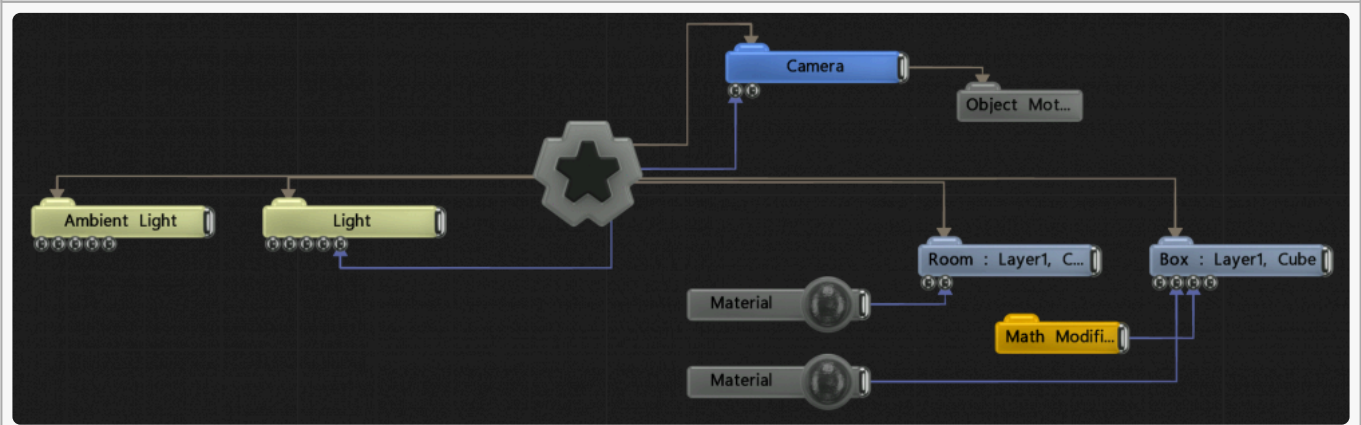 Camera
Object Mot...
Ambient Light
Light
Room : Layer1, C...
Box : Layer1, Cube
Material
Math Modifi...
Material